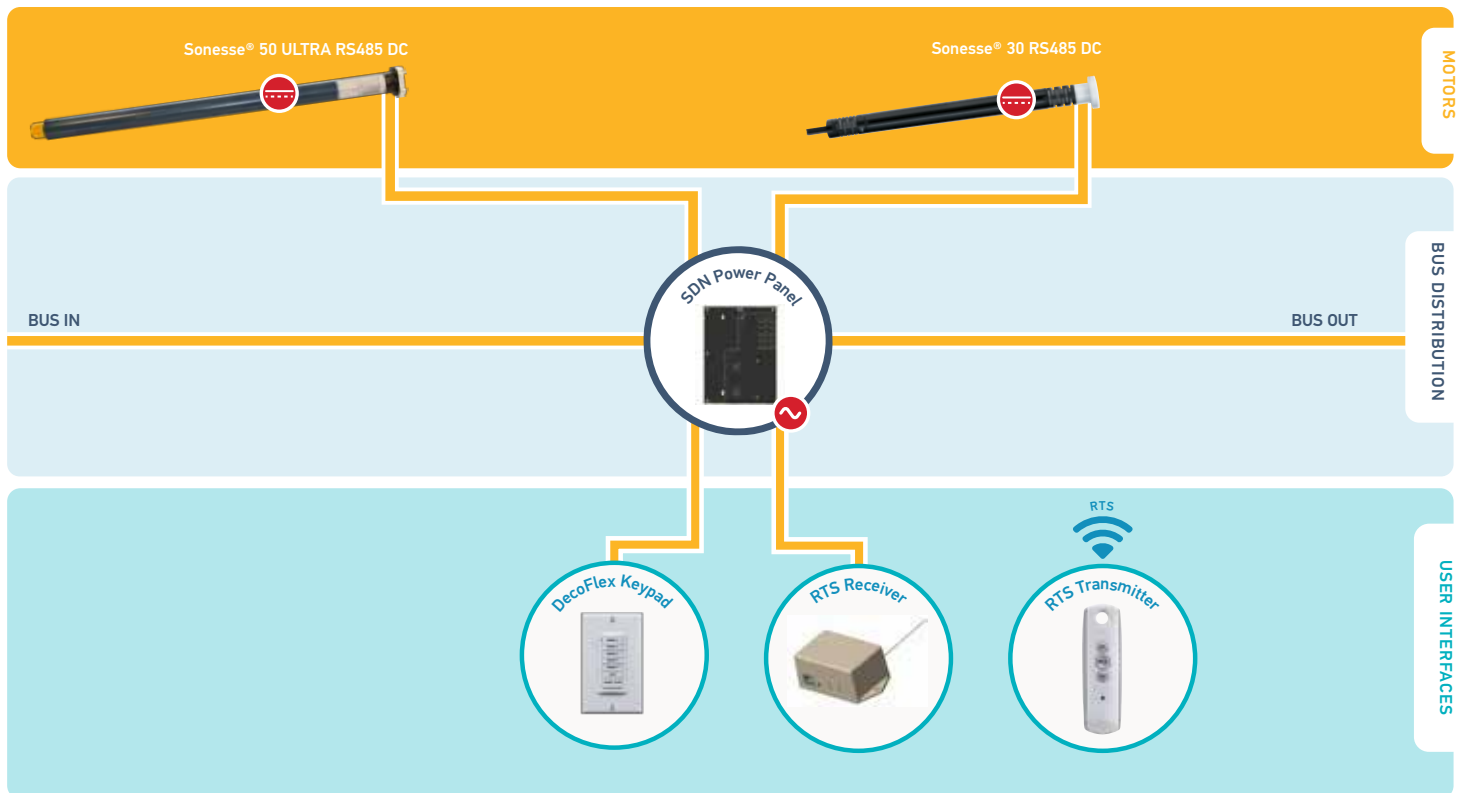 Sonesse® 50 ULTRA RS485 DC
Sonesse® 30 RS485 DC
MOTORS
SDN Power Panel
BUS IN
BUS OUT
BUS DISTRIBUTION
RTS
DecoFlex Keypad
RTS Receiver
RTS Transmitter
USER INTERFACES